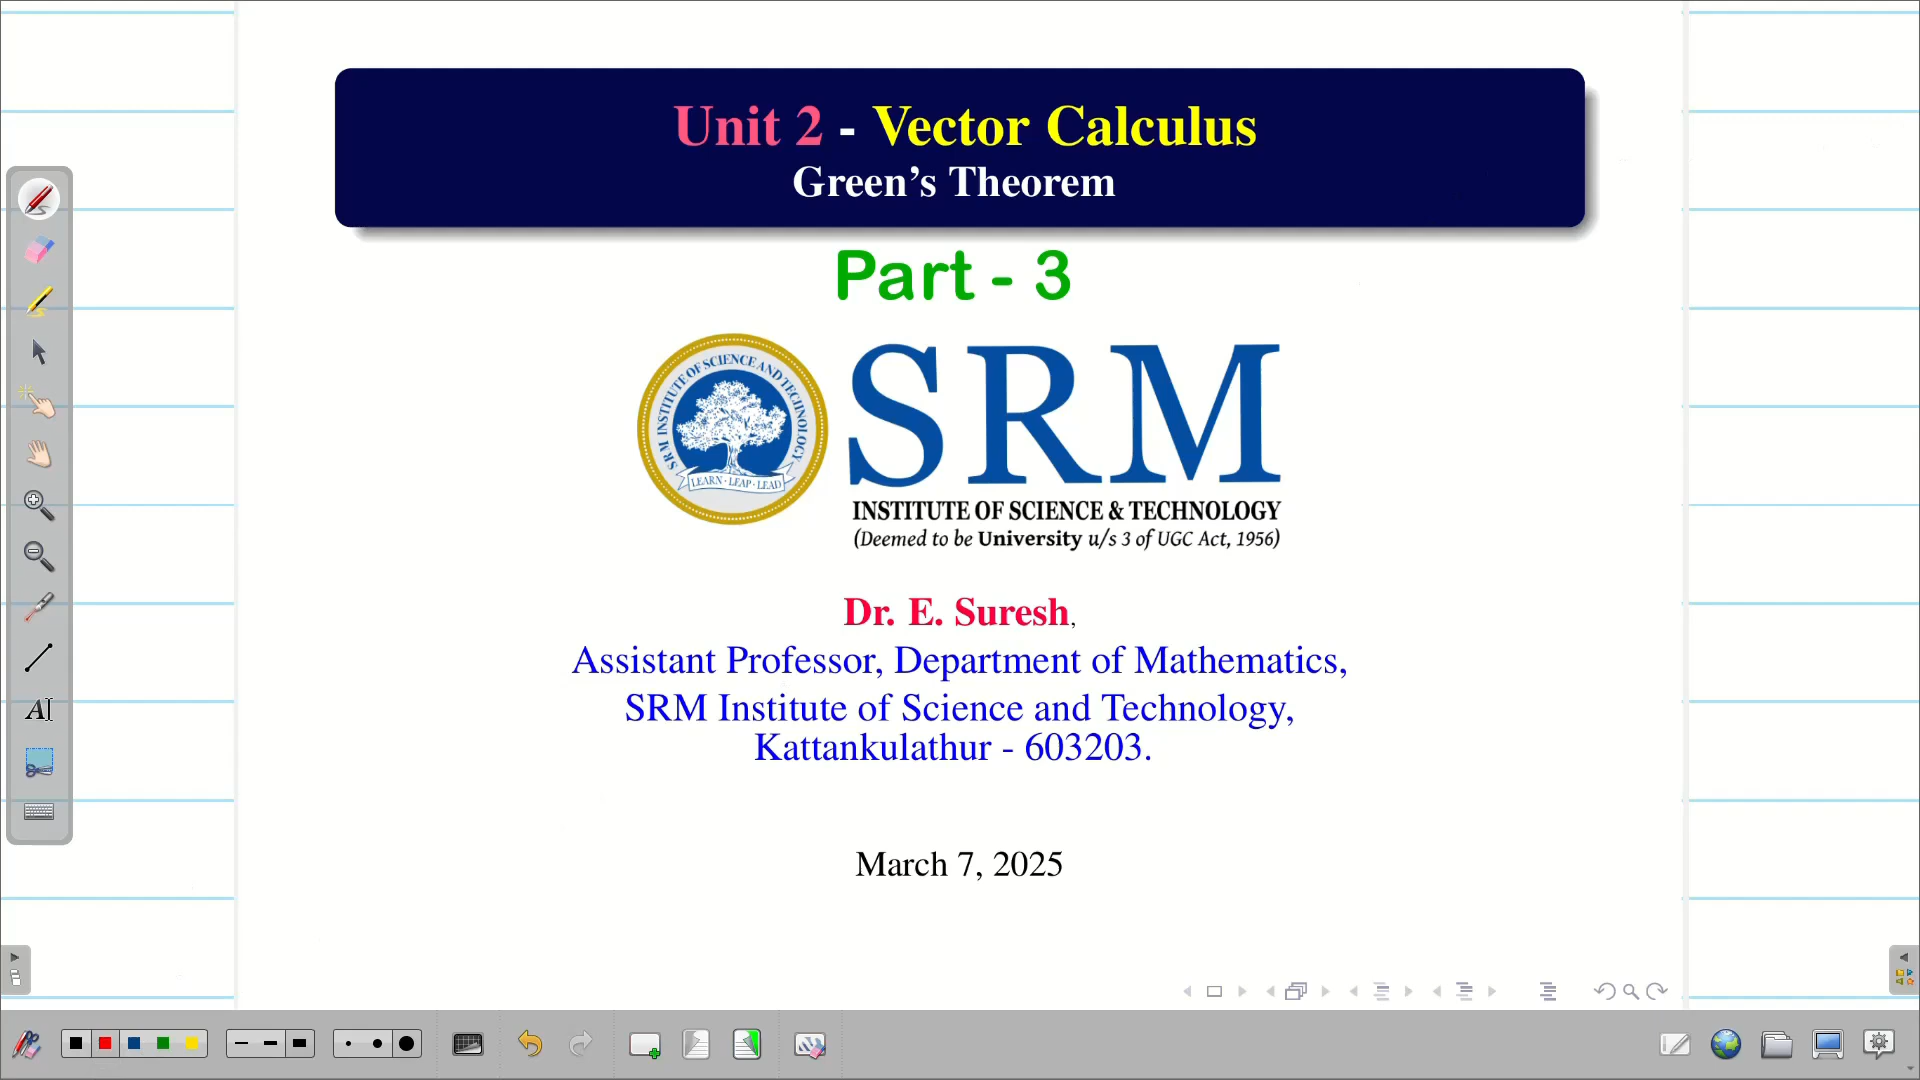 Unit 2 - Vector Calculus
Green's Theorem
Part - 3
SRM INSTITUTE OF SCIENCE AND TECHNOLOGY
LEARN · LEAP · LEAD
SRM
INSTITUTE OF SCIENCE & TECHNOLOGY
(Deemed to be University u/s 3 of UGC Act, 1956)
Dr. E. Suresh,
Assistant Professor, Department of Mathematics,
SRM Institute of Science and Technology,
Kattankulathur - 603203.
March 7, 2025